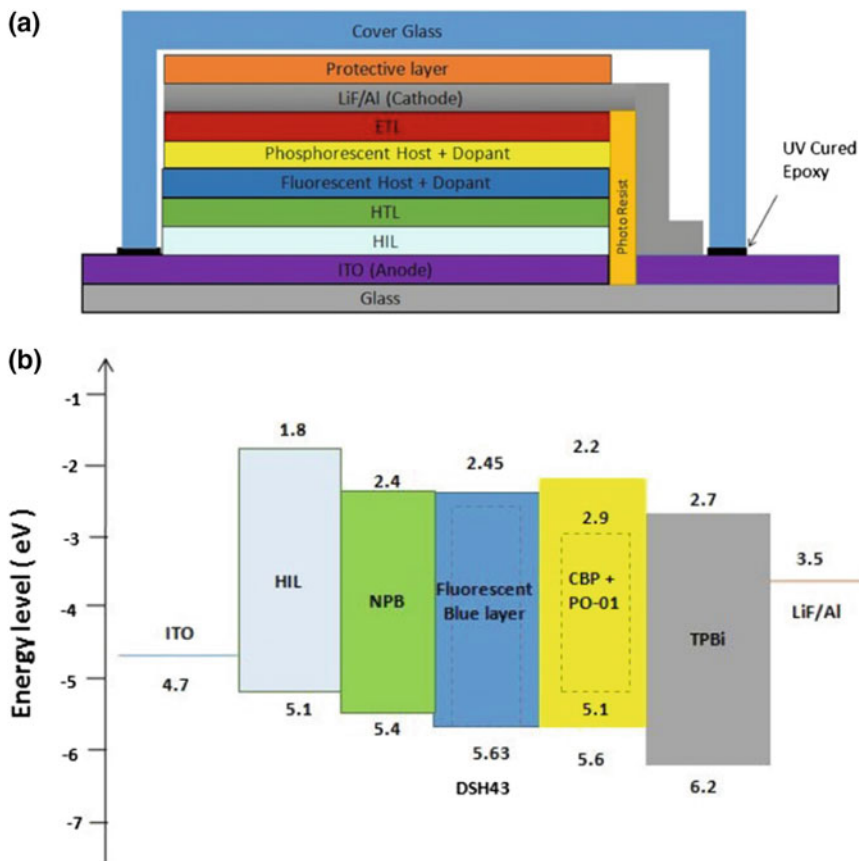 (a)
Cover Glass
Protective layer
LiF/Al (Cathode)
ETL
Phosphorescent Host + Dopant
Fluorescent Host + Dopant
HTL
HIL
ITO (Anode)
Glass
Photo Resist
UV Cured
Epoxy
(b)
Energy level ( eV )
-1
-2
-3
-4
-5
-6
-7
ITO
4.7
1.8
HIL
5.1
2.4
NPB
5.4
2.45
Fluorescent
Blue layer
5.63
DSH43
2.2
2.9
CBP +
PO-01
5.1
5.6
2.7
TPBi
6.2
3.5
LiF/Al